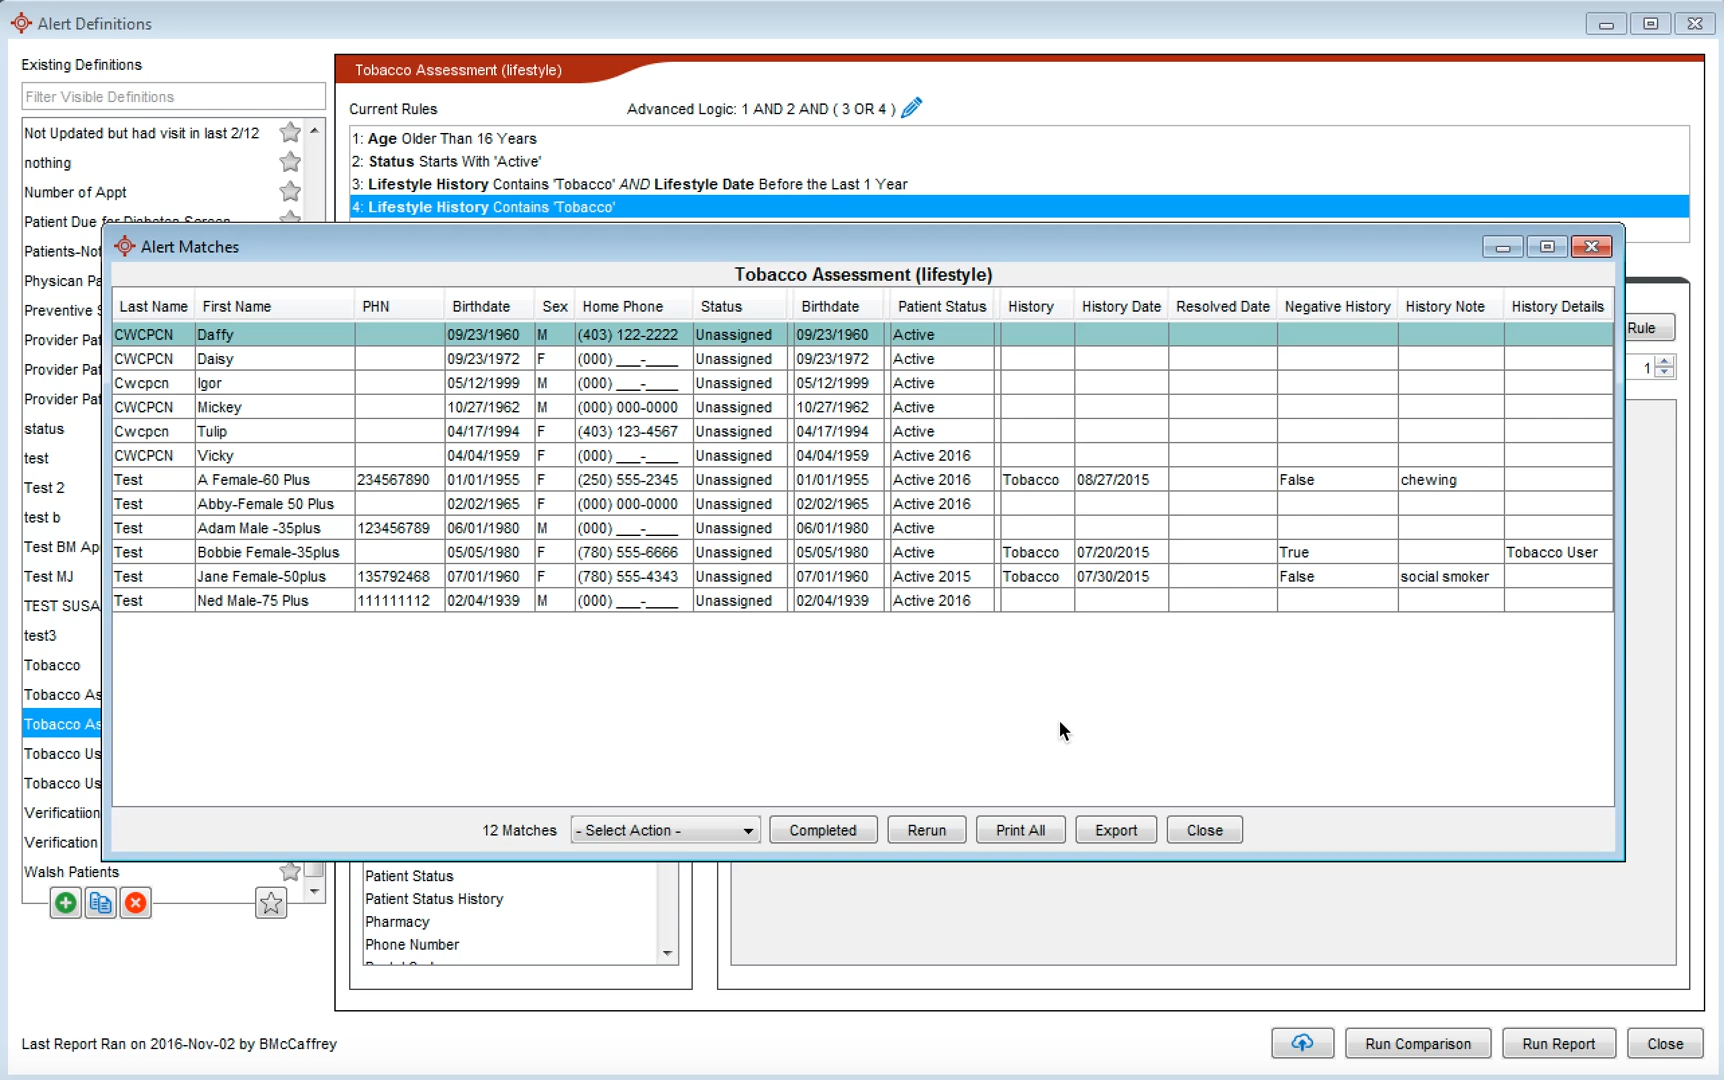 Alert Definitions
Existing Definitions
Filter Visible Definitions
Not Updated but had visit in last 2/12
nothing
Number of Appt
Patient Due for Diabetes Screen
Patients-Not
Physican Pa
Preventive S
Provider Pat
Provider Pat
Provider Pat
status
test
Test 2
test b
Test BM Ap
Test MJ
TEST SUSA
test3
Tobacco
Tobacco As
Tobacco As
Tobacco Us
Tobacco Us
Verificatiion
Verification
Walsh Patients
Tobacco Assessment (lifestyle)
Current Rules
Advanced Logic: 1 AND 2 AND ( 3 OR 4 )
1: Age Older Than 16 Years
2: Status Starts With 'Active'
3: Lifestyle History Contains 'Tobacco' AND Lifestyle Date Before the Last 1 Year
4: Lifestyle History Contains 'Tobacco'
Rule
1
Alert Matches
Tobacco Assessment (lifestyle)
Last Name First Name PHN Birthdate Sex Home Phone Status Birthdate Patient Status History History Date Resolved Date Negative History History Note History Details
CWCPCN Daffy 09/23/1960 M (403) 122-2222 Unassigned 09/23/1960 Active
CWCPCN Daisy 09/23/1972 F (000) ___-____ Unassigned 09/23/1972 Active
Cwcpcn Igor 05/12/1999 M (000) ___-____ Unassigned 05/12/1999 Active
CWCPCN Mickey 10/27/1962 M (000) 000-0000 Unassigned 10/27/1962 Active
Cwcpcn Tulip 04/17/1994 F (403) 123-4567 Unassigned 04/17/1994 Active
CWCPCN Vicky 04/04/1959 F (000) ___-____ Unassigned 04/04/1959 Active 2016
Test A Female-60 Plus 234567890 01/01/1955 F (250) 555-2345 Unassigned 01/01/1955 Active 2016 Tobacco 08/27/2015 False chewing
Test Abby-Female 50 Plus 02/02/1965 F (000) 000-0000 Unassigned 02/02/1965 Active 2016
Test Adam Male -35plus 123456789 06/01/1980 M (000) ___-____ Unassigned 06/01/1980 Active
Test Bobbie Female-35plus 05/05/1980 F (780) 555-6666 Unassigned 05/05/1980 Active Tobacco 07/20/2015 True Tobacco User
Test Jane Female-50plus 135792468 07/01/1960 F (780) 555-4343 Unassigned 07/01/1960 Active 2015 Tobacco 07/30/2015 False social smoker
Test Ned Male-75 Plus 111111112 02/04/1939 M (000) ___-____ Unassigned 02/04/1939 Active 2016
12 Matches - Select Action - Completed Rerun Print All Export Close
Patient Status
Patient Status History
Pharmacy
Phone Number
Last Report Ran on 2016-Nov-02 by BMcCaffrey
Run Comparison Run Report Close